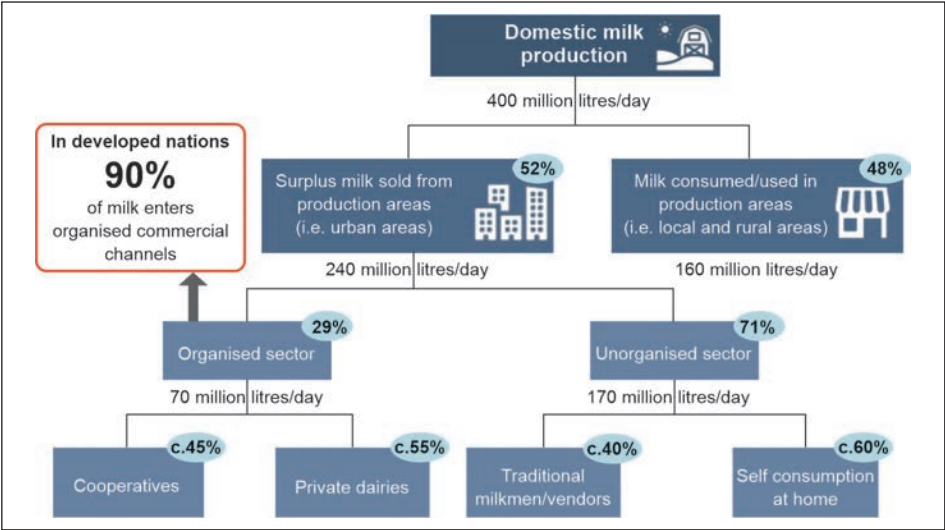 Domestic milk
production
400 million litres/day
In developed nations
90%
of milk enters
organised commercial
channels
52%
Surplus milk sold from
production areas
(i.e. urban areas)
48%
Milk consumed/used in
production areas
(i.e. local and rural areas)
240 million litres/day
160 million litres/day
29%
Organised sector
71%
Unorganised sector
70 million litres/day
170 million litres/day
c.45%
Cooperatives
c.55%
Private dairies
c.40%
Traditional
milkmen/vendors
c.60%
Self consumption
at home